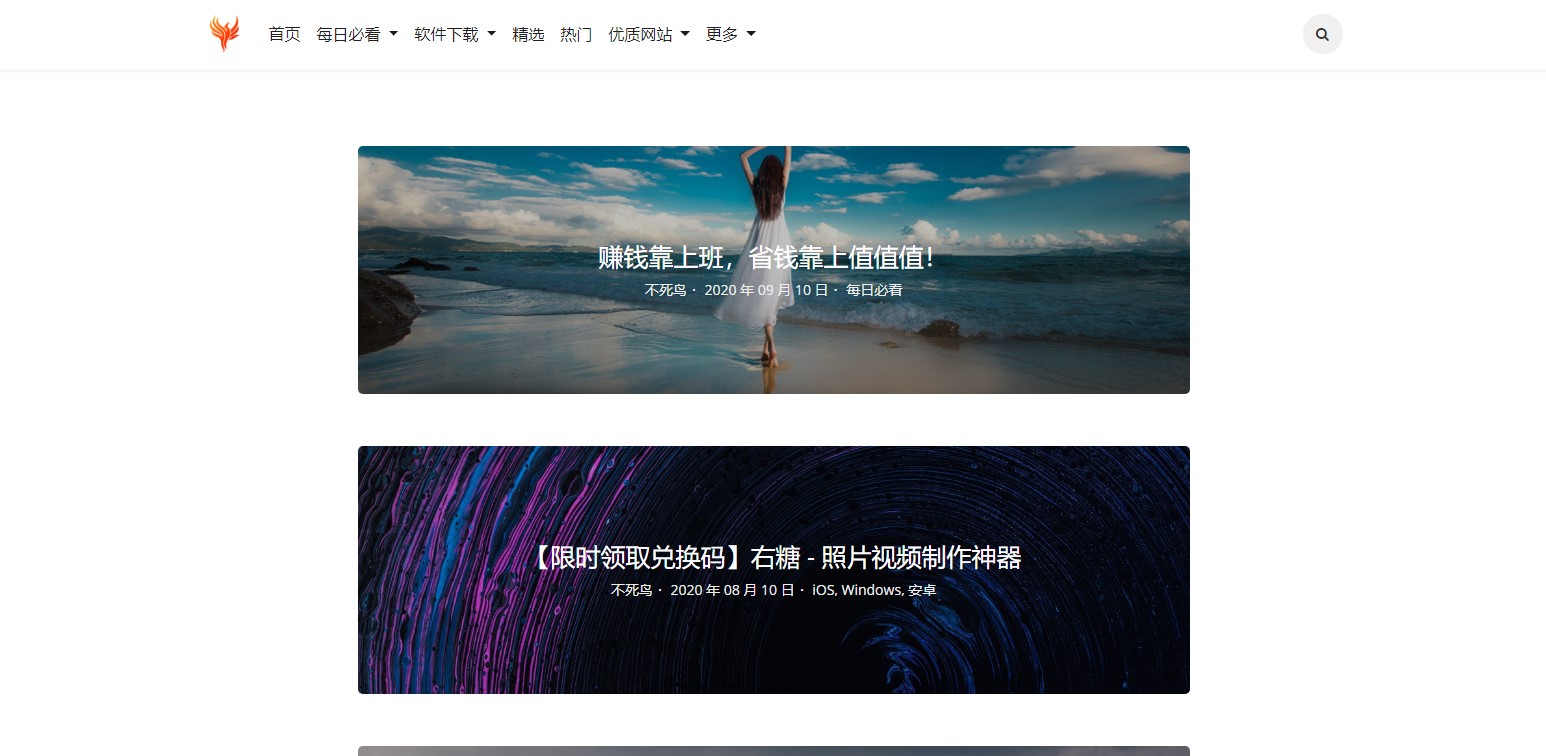 首页 每日必看 软件下载 精选 热门 优质网站 更多
赚钱靠上班，省钱靠上值值值！
不死鸟 · 2020 年 09 月 10 日 · 每日必看
【限时领取兑换码】右糖 - 照片视频制作神器
不死鸟 · 2020 年 08 月 10 日 · iOS, Windows, 安卓